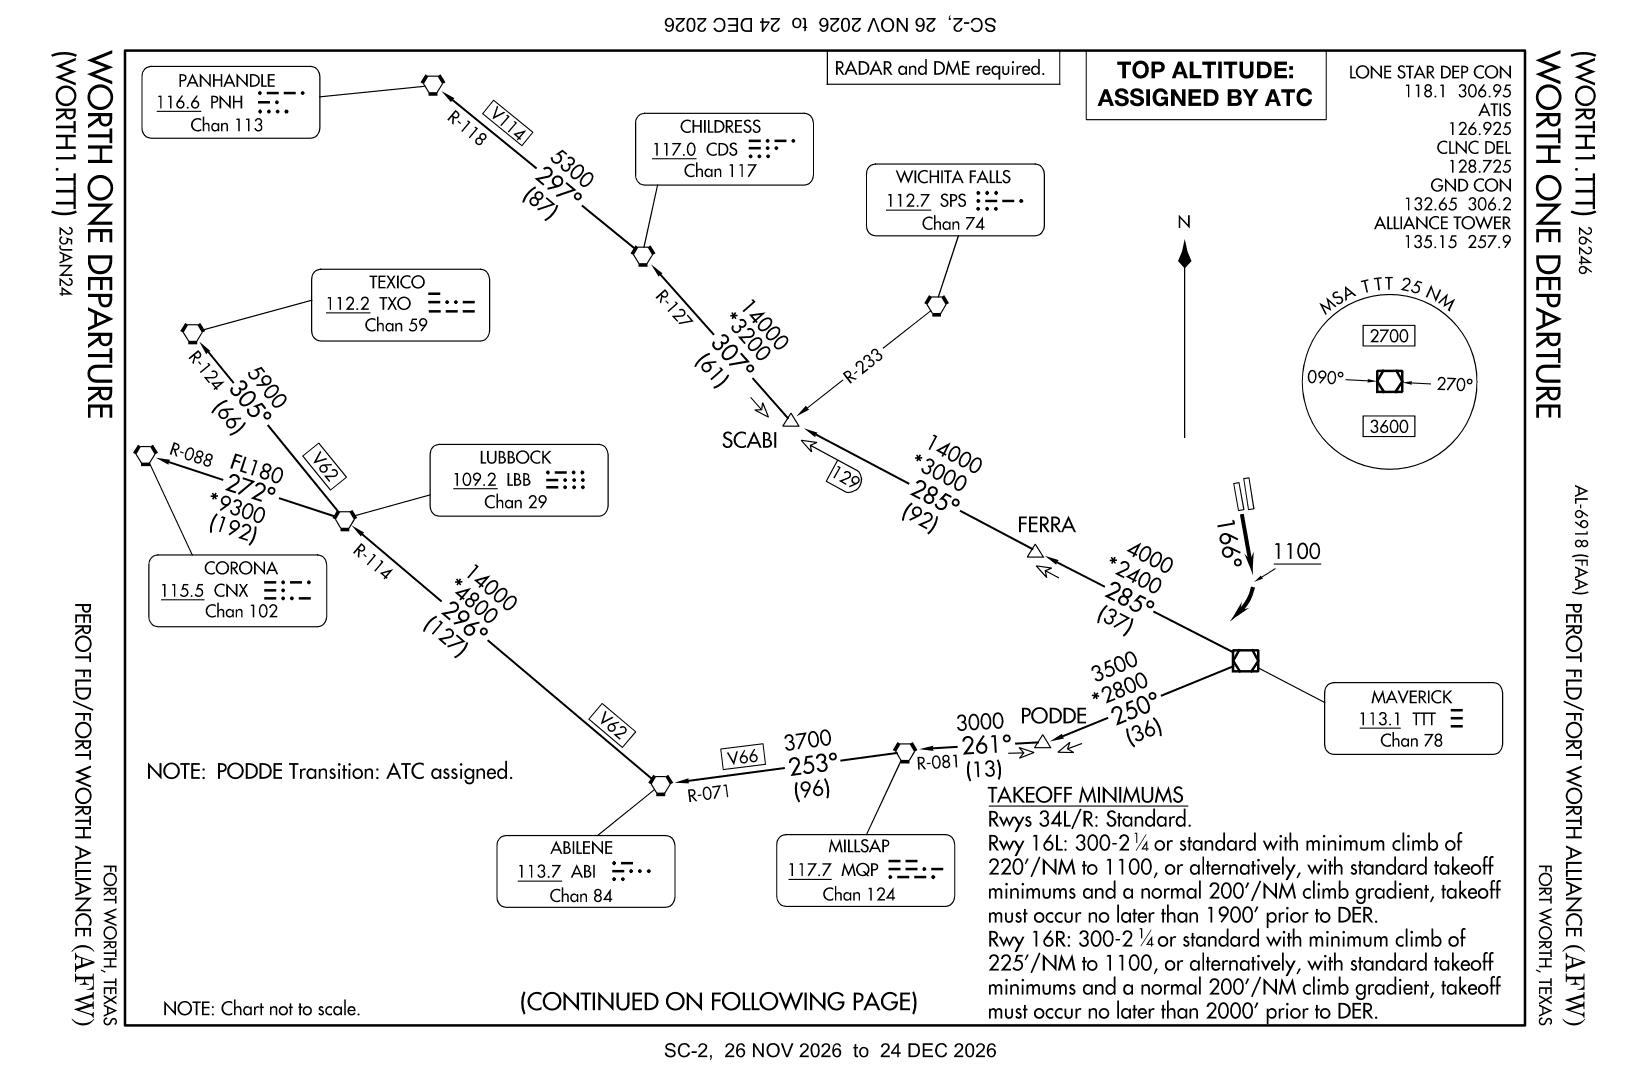 SC-2, 26 NOV 2026 to 24 DEC 2026
(WORTH1.TTT) 25JAN24
WORTH ONE DEPARTURE
PEROT FLD/FORT WORTH ALLIANCE (AFW)
FORT WORTH, TEXAS
(WORTH1.TTT) 26246
WORTH ONE DEPARTURE
AL-6918 (FAA)
PEROT FLD/FORT WORTH ALLIANCE (AFW)
FORT WORTH, TEXAS
RADAR and DME required.
TOP ALTITUDE:
ASSIGNED BY ATC
LONE STAR DEP CON
118.1 306.95
ATIS
126.925
CLNC DEL
128.725
GND CON
132.65 306.2
ALLIANCE TOWER
135.15 257.9
PANHANDLE
116.6 PNH
Chan 113
V114
R-118
5300
297°
(87)
CHILDRESS
117.0 CDS
Chan 117
WICHITA FALLS
112.7 SPS
Chan 74
N
MSA TTT 25 NM
2700
090°
270°
3600
TEXICO
112.2 TXO
Chan 59
R-127
14000
*3200
307°
(61)
R-233
SCABI
R-124
5900
305°
(66)
V62
R-088
FL180
272°
*9300
(192)
LUBBOCK
109.2 LBB
Chan 29
129
14000
*3000
285°
(92)
FERRA
166°
1100
4000
*2400
285°
(37)
CORONA
115.5 CNX
Chan 102
R-114
14000
*4800
296°
(127)
V62
3500
*2800
250°
(36)
MAVERICK
113.1 TTT
Chan 78
PODDE
3000
261°
(13)
R-081
3700
253°
(96)
V66
R-071
NOTE: PODDE Transition: ATC assigned.
ABILENE
113.7 ABI
Chan 84
MILLSAP
117.7 MQP
Chan 124
TAKEOFF MINIMUMS
Rwys 34L/R: Standard.
Rwy 16L: 300-2¼ or standard with minimum climb of
220'/NM to 1100, or alternatively, with standard takeoff
minimums and a normal 200'/NM climb gradient, takeoff
must occur no later than 1900' prior to DER.
Rwy 16R: 300-2¼ or standard with minimum climb of
225'/NM to 1100, or alternatively, with standard takeoff
minimums and a normal 200'/NM climb gradient, takeoff
must occur no later than 2000' prior to DER.
NOTE: Chart not to scale.
(CONTINUED ON FOLLOWING PAGE)
SC-2, 26 NOV 2026 to 24 DEC 2026